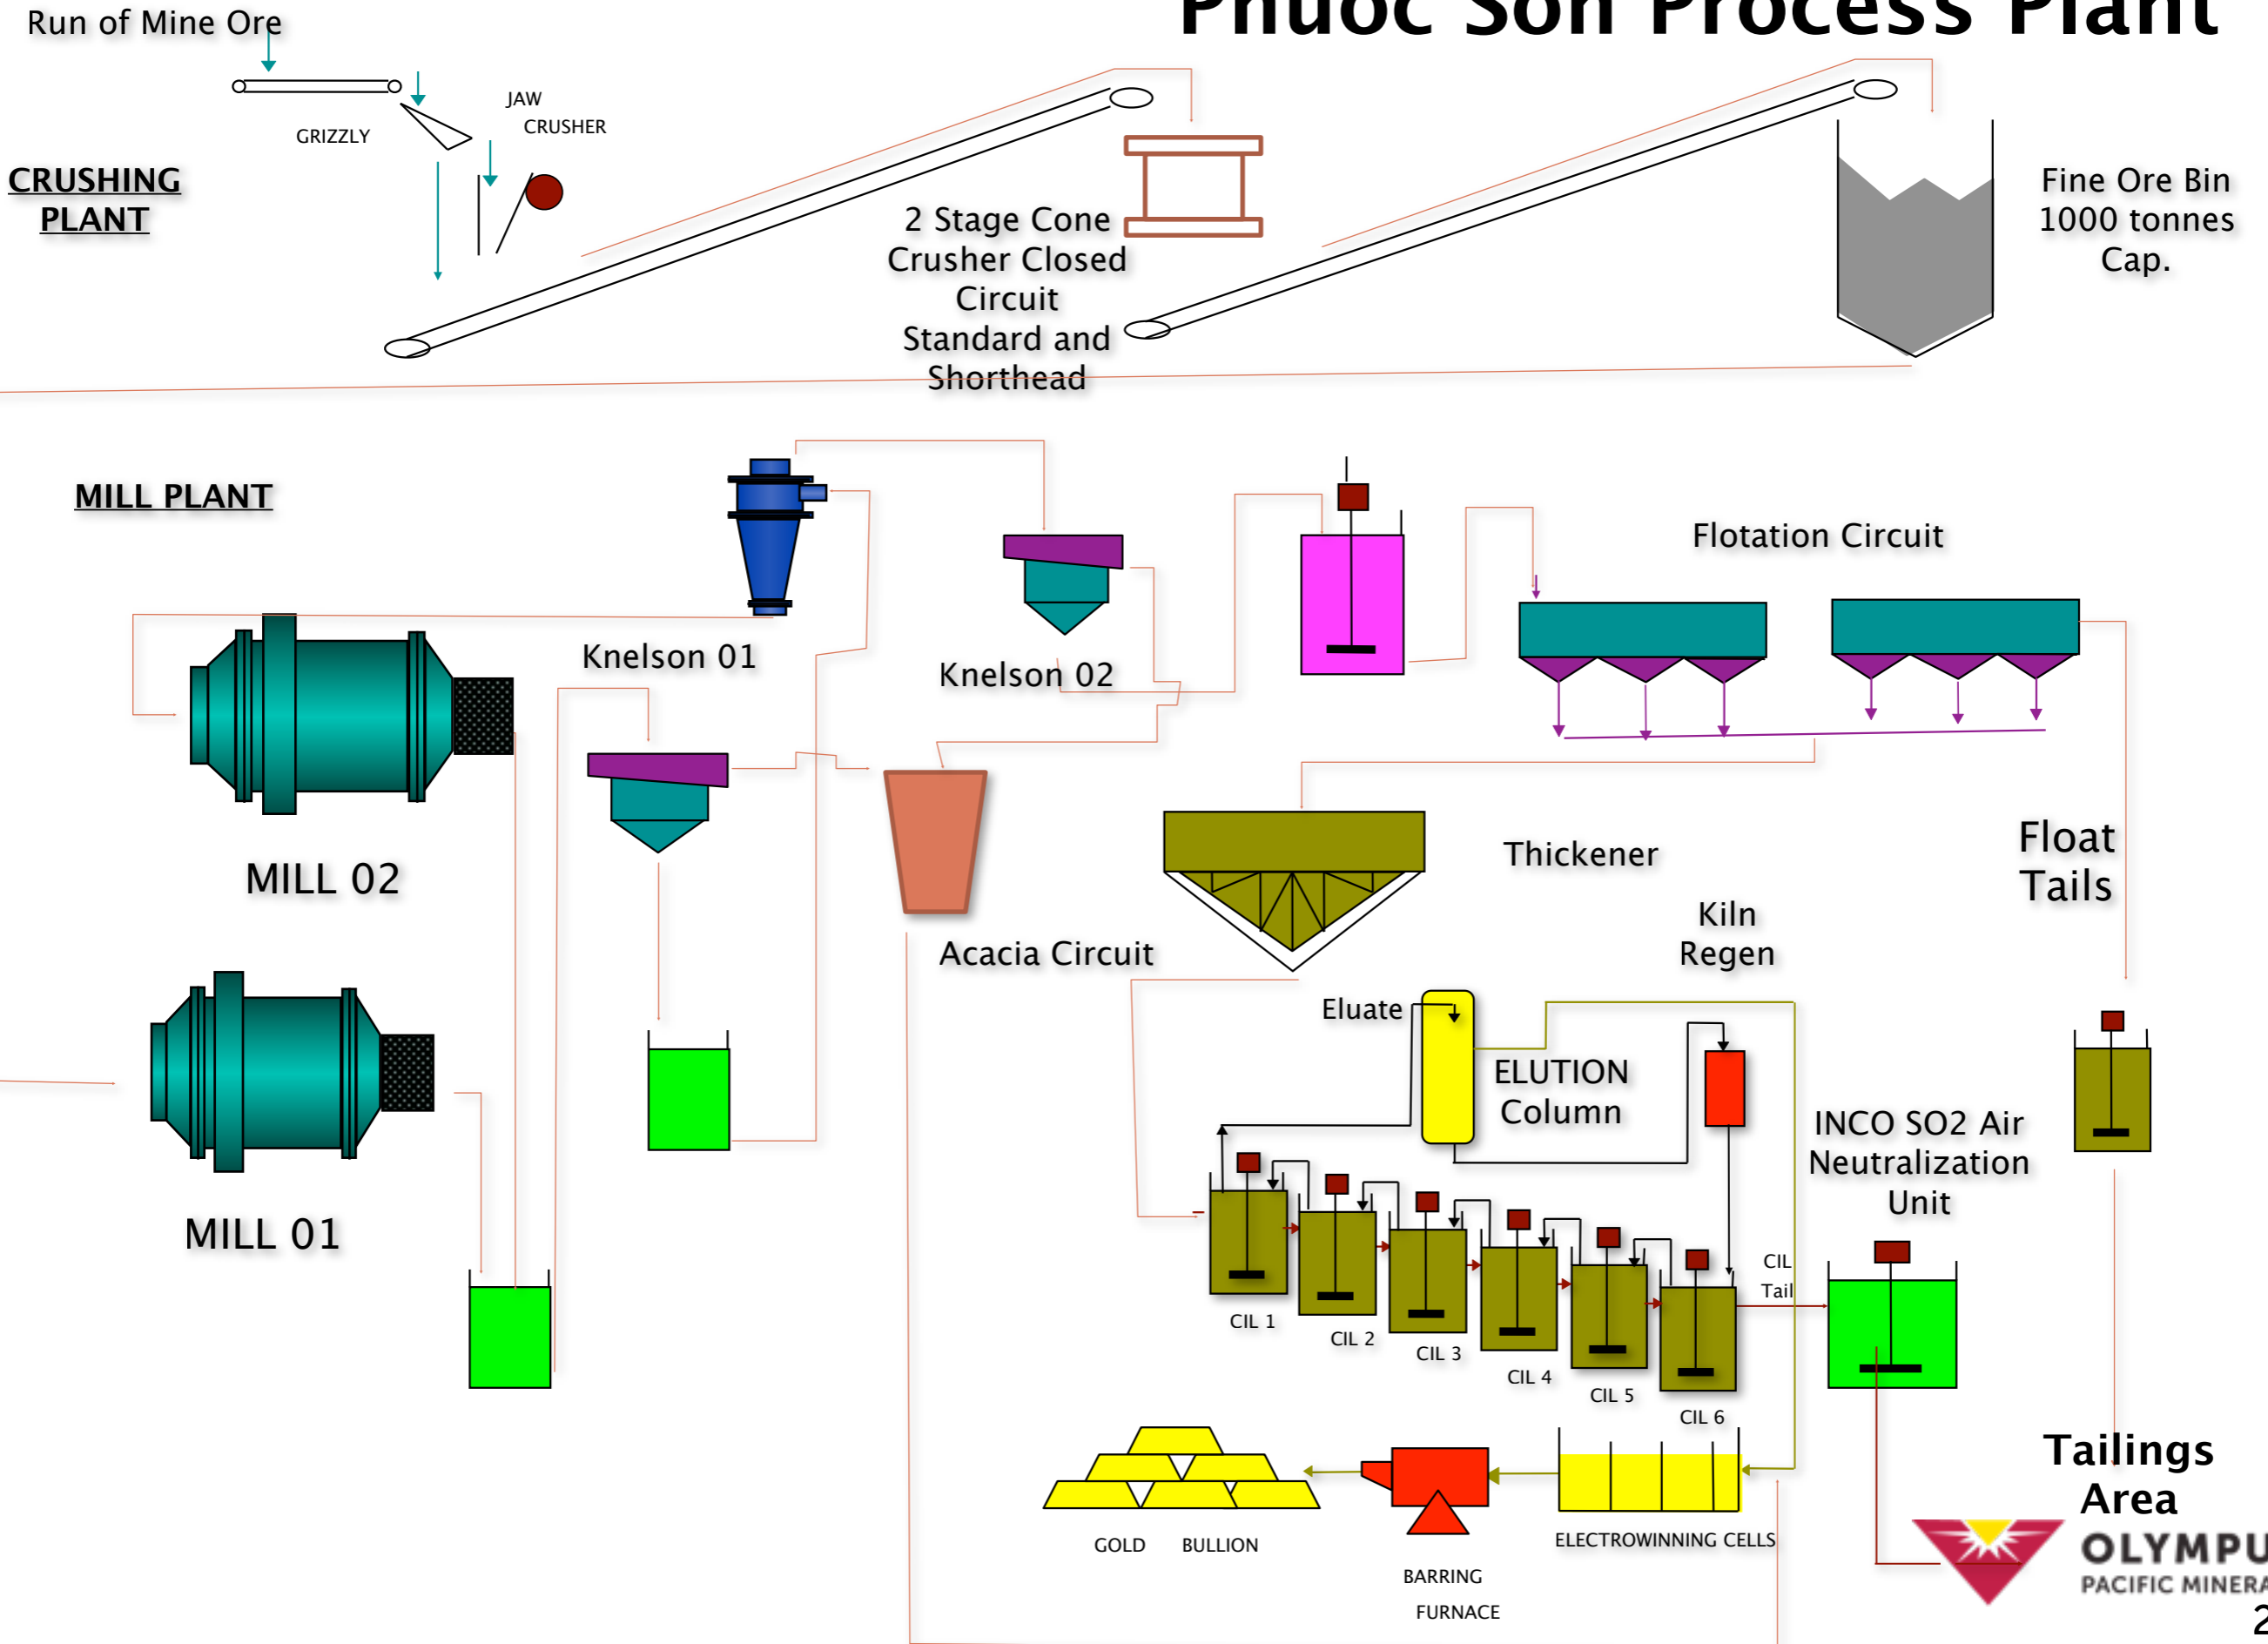 Phuoc Son Process Plant
Run of Mine Ore
GRIZZLY
JAW
CRUSHER
CRUSHING
PLANT
2 Stage Cone
Crusher Closed
Circuit
Standard and
Shorthead
Fine Ore Bin
1000 tonnes
Cap.
MILL PLANT
Flotation Circuit
Knelson 01
Knelson 02
MILL 02
Thickener
Float
Tails
Acacia Circuit
Kiln
Regen
Eluate
ELUTION
Column
INCO SO2 Air
Neutralization
Unit
MILL 01
CIL
Tail
CIL 1
CIL 2
CIL 3
CIL 4
CIL 5
CIL 6
Tailings
Area
GOLD BULLION
ELECTROWINNING CELLS
BARRING
FURNACE
OLYMPU
PACIFIC MINERA
2